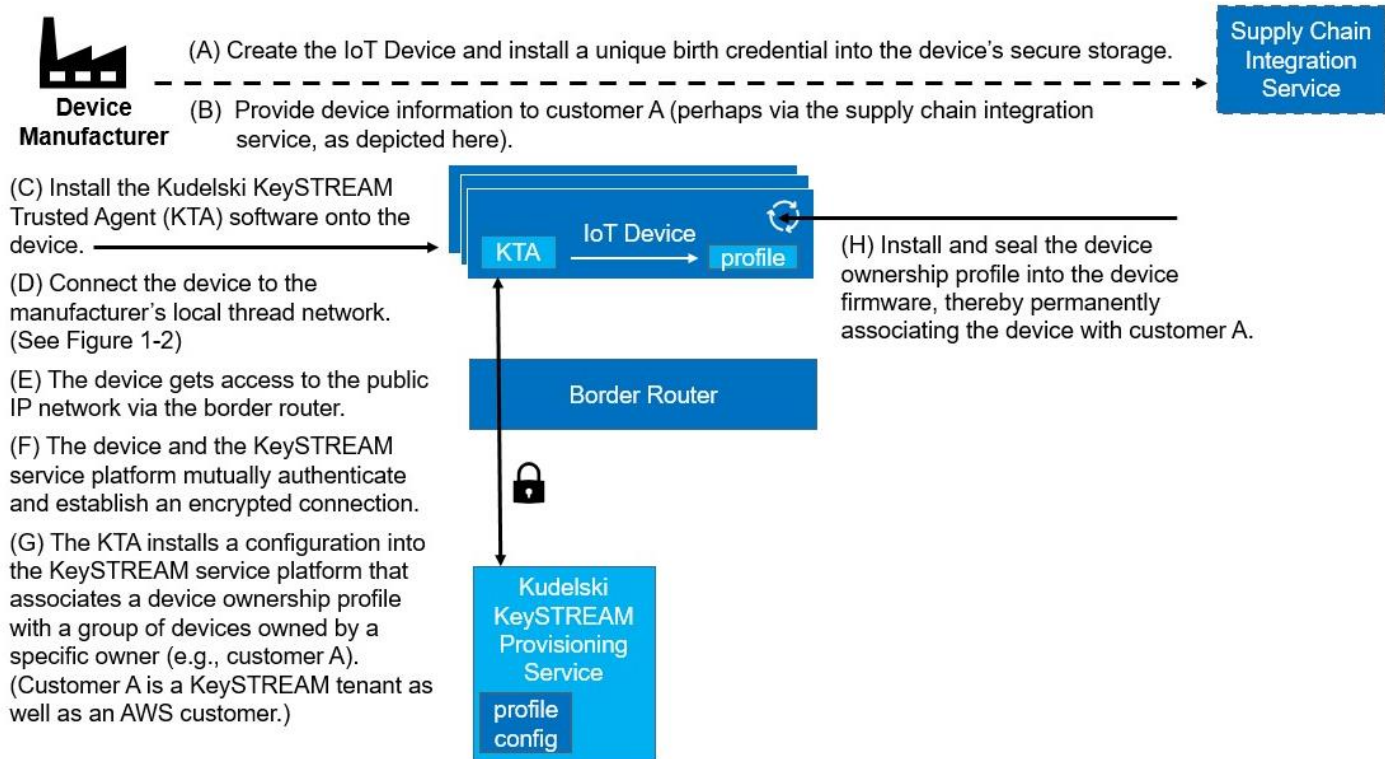 (A) Create the IoT Device and install a unique birth credential into the device's secure storage.
Supply Chain
Integration
Service
Device
Manufacturer
(B) Provide device information to customer A (perhaps via the supply chain integration
service, as depicted here).
(C) Install the Kudelski KeySTREAM
Trusted Agent (KTA) software onto the
device.
(D) Connect the device to the
manufacturer's local thread network.
(See Figure 1-2)
(E) The device gets access to the public
IP network via the border router.
(F) The device and the KeySTREAM
service platform mutually authenticate
and establish an encrypted connection.
(G) The KTA installs a configuration into
the KeySTREAM service platform that
associates a device ownership profile
with a group of devices owned by a
specific owner (e.g., customer A).
(Customer A is a KeySTREAM tenant as
well as an AWS customer.)
IoT Device
KTA
profile
(H) Install and seal the device
ownership profile into the device
firmware, thereby permanently
associating the device with customer A.
Border Router
Kudelski
KeySTREAM
Provisioning
Service
profile
config